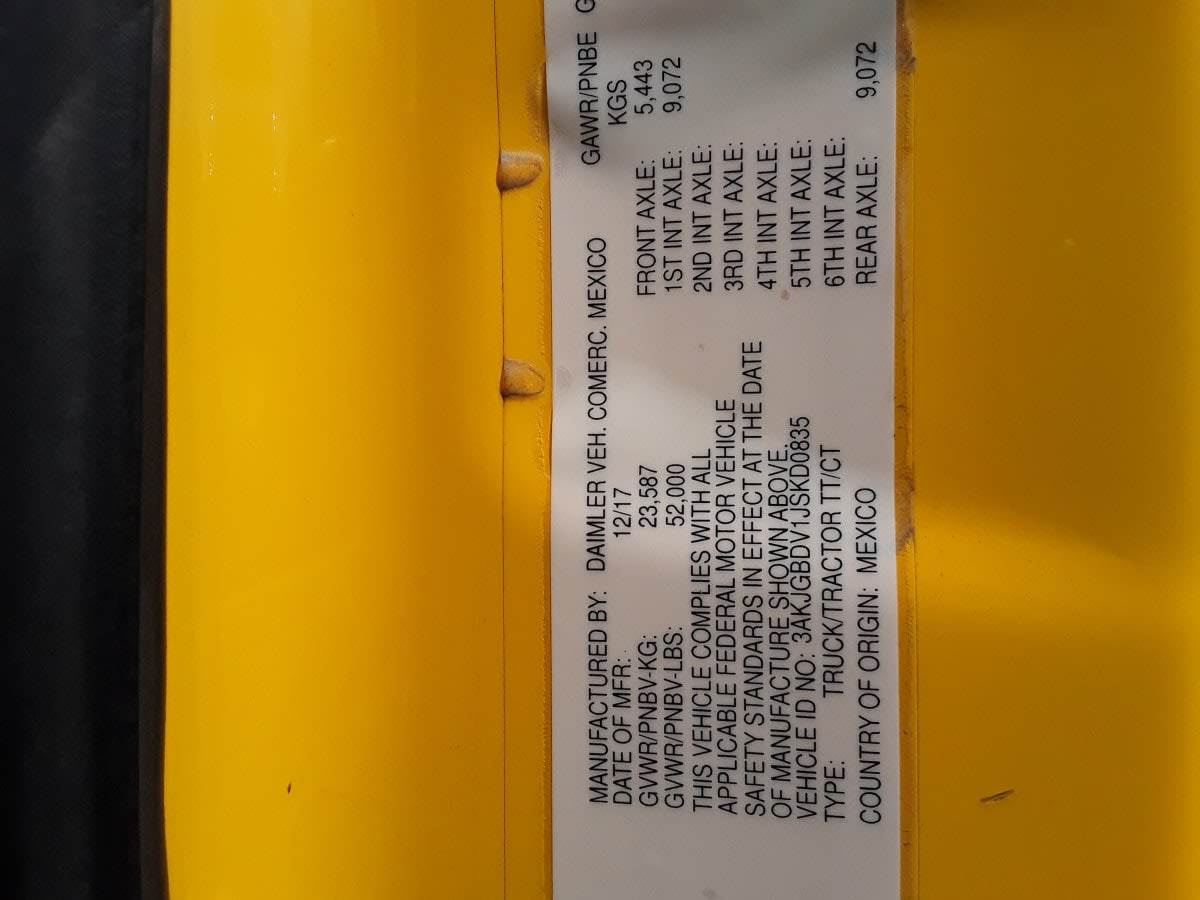 MANUFACTURED BY: DAIMLER VEH. COMERC. MEXICO GAWR/PNBE G
DATE OF MFR: 12/17 KGS
GVWR/PNBV-KG: 23,587 FRONT AXLE: 5,443
GVWR/PNBV-LBS: 52,000 1ST INT AXLE: 9,072
THIS VEHICLE COMPLIES WITH ALL 2ND INT AXLE:
APPLICABLE FEDERAL MOTOR VEHICLE 3RD INT AXLE:
SAFETY STANDARDS IN EFFECT AT THE DATE 4TH INT AXLE:
OF MANUFACTURE SHOWN ABOVE. 5TH INT AXLE:
VEHICLE ID NO: 3AKJGBDV1JSKD0835 6TH INT AXLE:
TYPE: TRUCK/TRACTOR TT/CT REAR AXLE: 9,072
COUNTRY OF ORIGIN: MEXICO